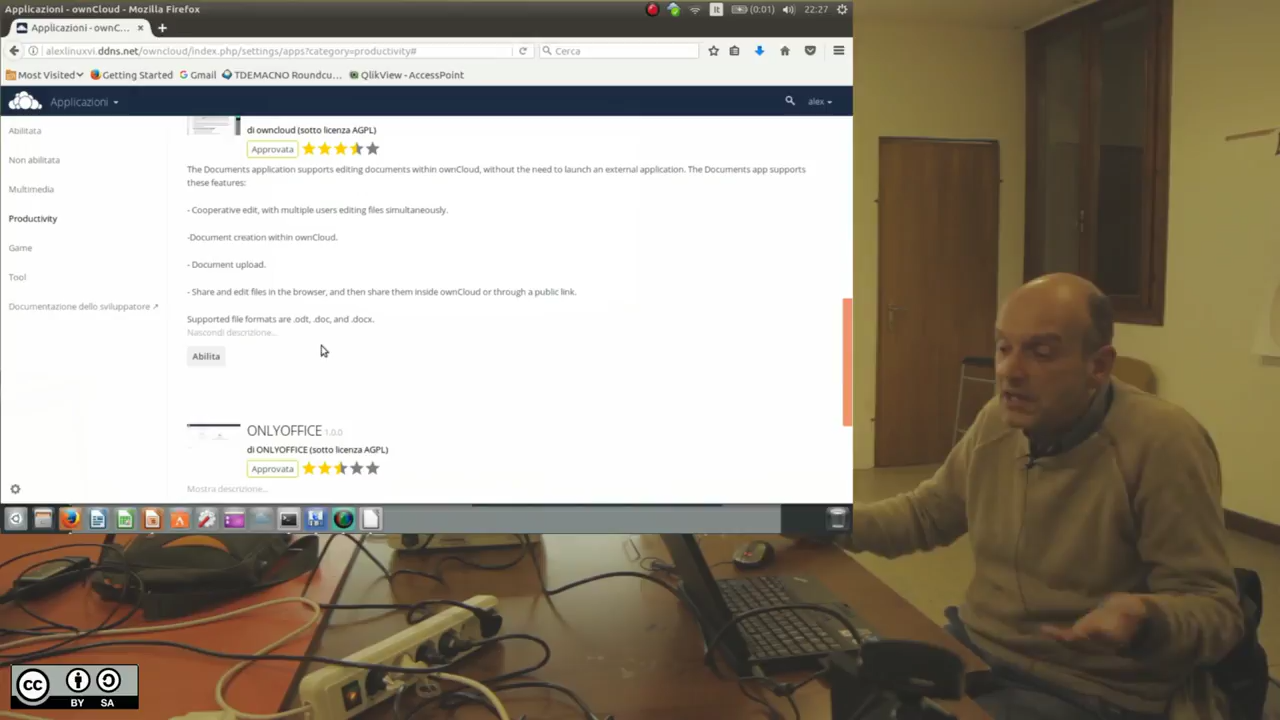 Applicazioni - ownCloud - Mozilla Firefox
It
(0:01)
22:27
Applicazioni - ownC...
alexlinuxvi.ddns.net/owncloud/index.php/settings/apps?category=productivity#
Cerca
Most Visited
Getting Started
Gmail
TDEMACNO Roundcu...
QlikView - AccessPoint
Applicazioni
alex
Abilitata
Non abilitata
Multimedia
Productivity
Game
Tool
Documentazione dello sviluppatore
di owncloud (sotto licenza AGPL)
Approvata
The Documents application supports editing documents within ownCloud, without the need to launch an external application. The Documents app supports
these features:
- Cooperative edit, with multiple users editing files simultaneously.
-Document creation within ownCloud.
- Document upload.
- Share and edit files in the browser, and then share them inside ownCloud or through a public link.
Supported file formats are .odt, .doc, and .docx.
Nascondi descrizione...
Abilita
ONLYOFFICE 1.0.0
di ONLYOFFICE (sotto licenza AGPL)
Approvata
Mostra descrizione...
cc
BY SA